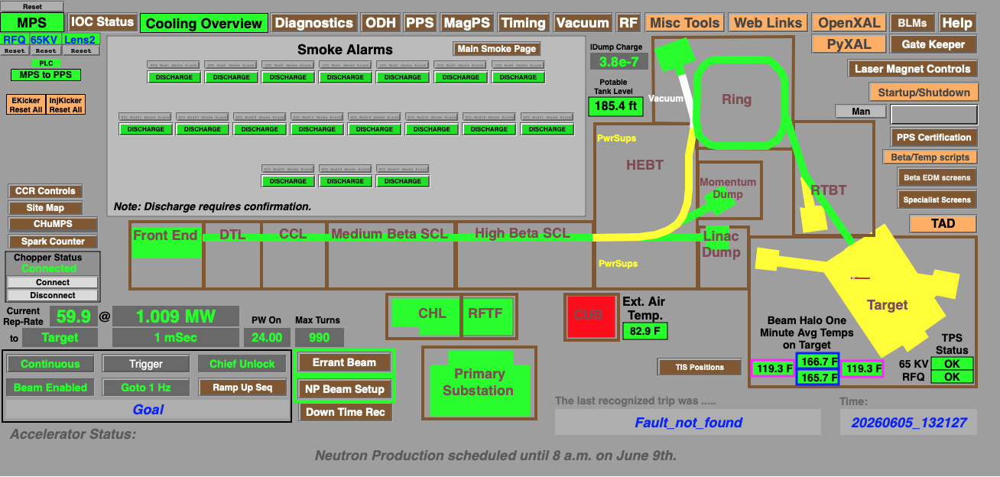 Reset
MPS
IOC Status
Cooling Overview
Diagnostics
ODH
PPS
MagPS
Timing
Vacuum
RF
Misc Tools
Web Links
OpenXAL
BLMs
Help
RFQ 65KV Lens2
Reset Reset Reset
PLC
MPS to PPS
EKicker
Reset All
InjKicker
Reset All
Smoke Alarms
Main Smoke Page
DISCHARGE DISCHARGE DISCHARGE DISCHARGE DISCHARGE DISCHARGE DISCHARGE
DISCHARGE DISCHARGE DISCHARGE DISCHARGE DISCHARGE DISCHARGE DISCHARGE DISCHARGE
DISCHARGE DISCHARGE DISCHARGE
Note: Discharge requires confirmation.
IDump Charge
3.8e-7
Potable
Tank Level
185.4 ft
Vacuum
Ring
PwrSups
HEBT
Momentum
Dump
RTBT
PyXAL
Gate Keeper
Laser Magnet Controls
Startup/Shutdown
Man
PPS Certification
Beta/Temp scripts
Beta EDM screens
Specialist Screens
TAD
CCR Controls
Site Map
CHuMPS
Spark Counter
Chopper Status
Connected
Connect
Disconnect
Front End
DTL
CCL
Medium Beta SCL
High Beta SCL
PwrSups
Linac
Dump
Target
Current
Rep-Rate
59.9 @ 1.009 MW
PW On
Max Turns
to
Target
1 mSec
24.00
990
CHL
RFTF
CUB
Ext. Air
Temp.
82.9 F
Beam Halo One
Minute Avg Temps
on Target
119.3 F
166.7 F
165.7 F
119.3 F
TPS
Status
65 KV OK
RFQ OK
Continuous
Trigger
Chief Unlock
Beam Enabled
Goto 1 Hz
Ramp Up Seq
Goal
Errant Beam
NP Beam Setup
Down Time Rec
Primary
Substation
TIS Positions
The last recognized trip was .....
Fault_not_found
Time:
20260605_132127
Accelerator Status:
Neutron Production scheduled until 8 a.m. on June 9th.